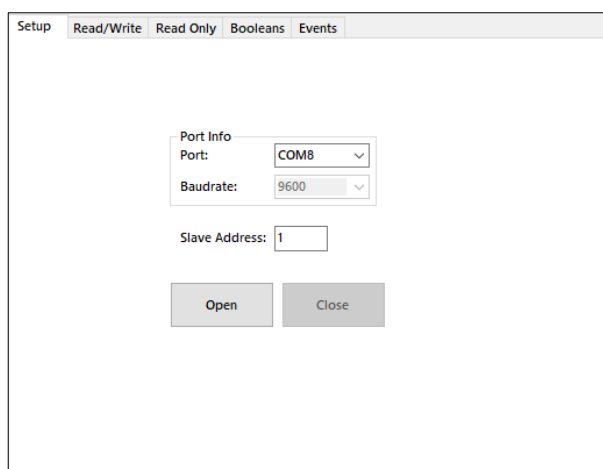 Setup Read/Write Read Only Booleans Events
Port Info
Port: COM8
Baudrate: 9600
Slave Address: 1
Open Close